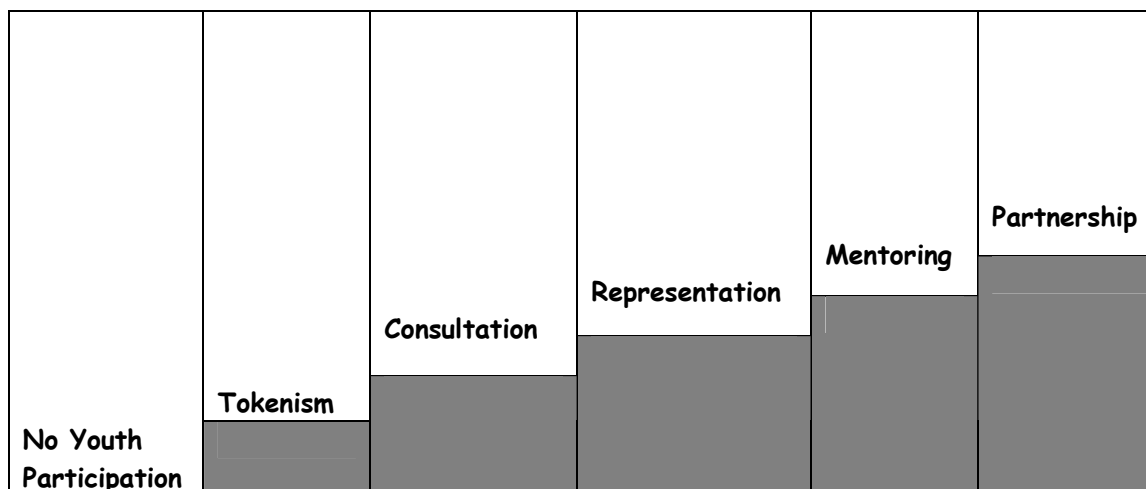 No Youth
Participation
Tokenism
Consultation
Representation
Mentoring
Partnership